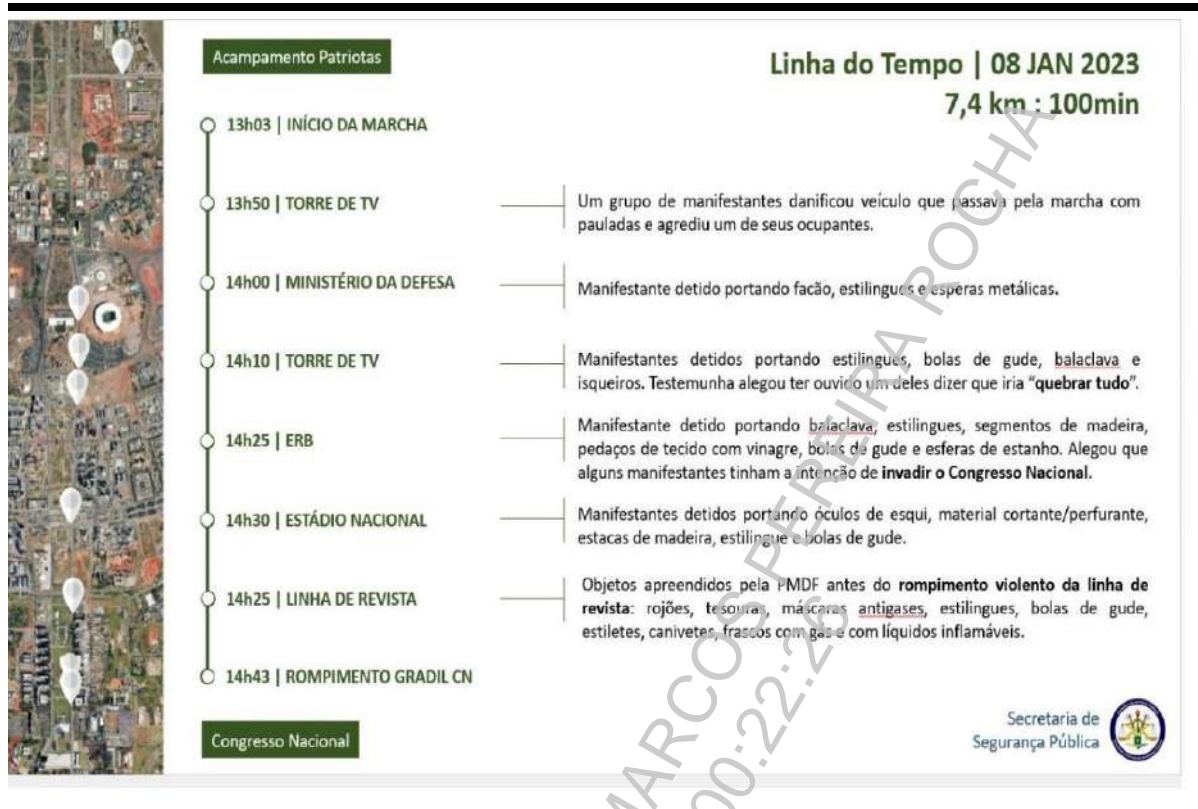 Acampamento Patriotas
Linha do Tempo | 08 JAN 2023
7,4 km : 100min
13h03 | INÍCIO DA MARCHA
13h50 | TORRE DE TV
Um grupo de manifestantes danificou veículo que passava pela marcha com
pauladas e agrediu um de seus ocupantes.
14h00 | MINISTÉRIO DA DEFESA
Manifestante detido portando facão, estilingues e esperas metálicas.
14h10 | TORRE DE TV
Manifestantes detidos portando estilingues, bolas de gude, balaclava e
isqueiros. Testemunha alegou ter ouvido um deles dizer que iria “quebrar tudo”.
14h25 | ERB
Manifestante detido portando balaclava, estilingues, segmentos de madeira,
pedaços de tecido com vinagre, bolas de gude e esferas de estanho. Alegou que
alguns manifestantes tinham a intenção de invadir o Congresso Nacional.
14h30 | ESTÁDIO NACIONAL
Manifestantes detidos portando óculos de esqui, material cortante/perfurante,
estacas de madeira, estilingue e bolas de gude.
14h25 | LINHA DE REVISTA
Objetos apreendidos pela PMDF antes do rompimento violento da linha de
revista: rojões, tesouras, máscaras antigases, estilingues, bolas de gude,
estiletes, canivetes, frascos com gás e com líquidos inflamáveis.
14h43 | ROMPIMENTO GRADIL CN
Congresso Nacional
Secretaria de
Segurança Pública
MARCOS PEREIRA ROCHA
00:22:26